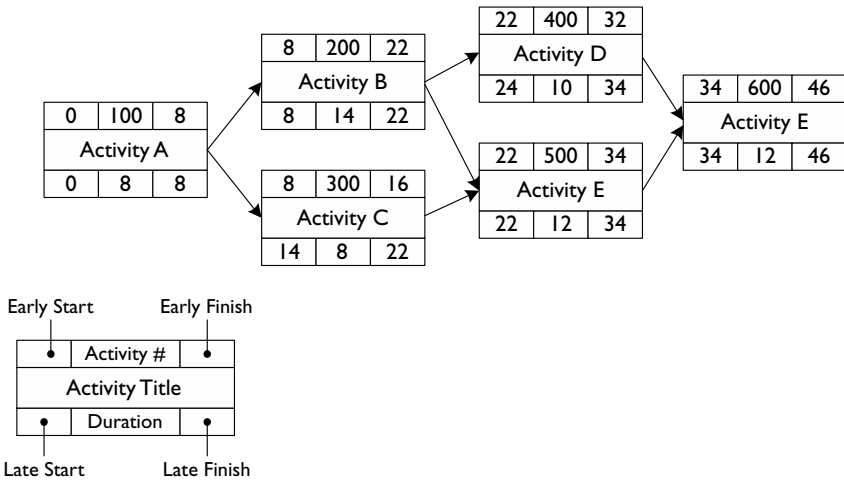 0 100 8
Activity A
0 8 8
8 200 22
Activity B
8 14 22
8 300 16
Activity C
14 8 22
22 400 32
Activity D
24 10 34
22 500 34
Activity E
22 12 34
34 600 46
Activity E
34 12 46
Early Start Early Finish
Activity #
Activity Title
Duration
Late Start Late Finish